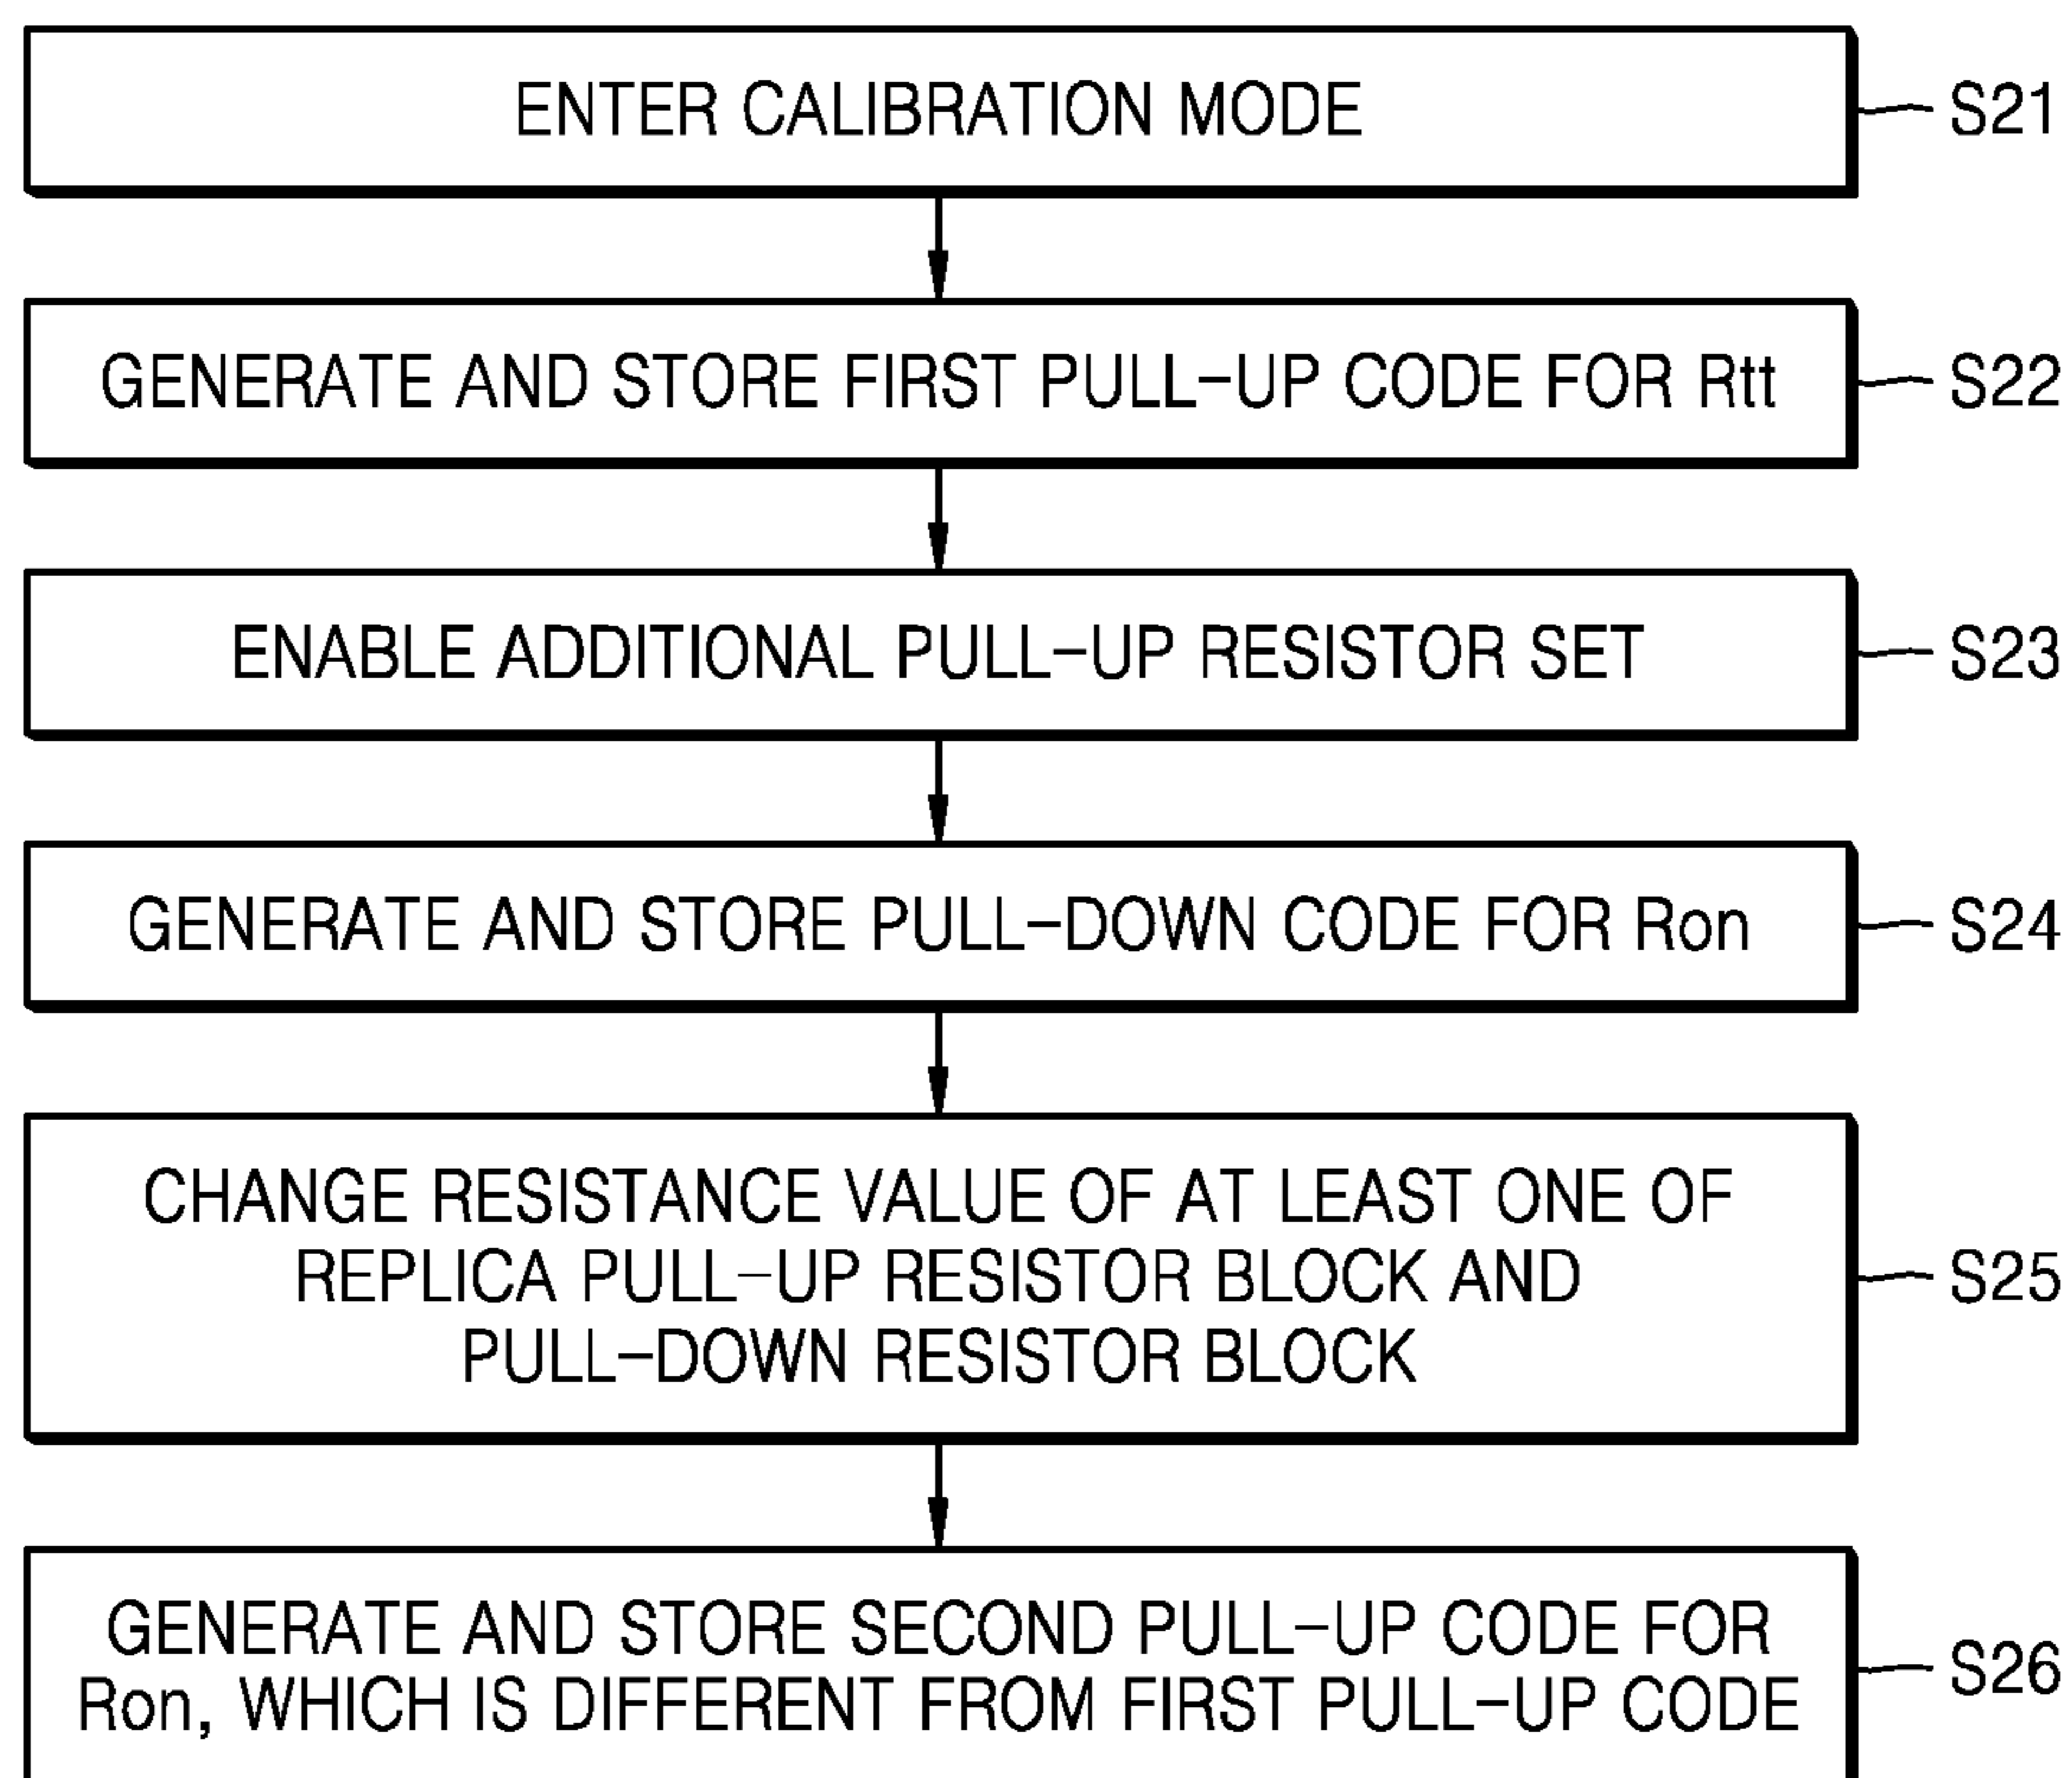 ENTER CALIBRATION MODE
S21
GENERATE AND STORE FIRST PULL-UP CODE FOR Rtt
S22
ENABLE ADDITIONAL PULL-UP RESISTOR SET
S23
GENERATE AND STORE PULL-DOWN CODE FOR Ron
S24
CHANGE RESISTANCE VALUE OF AT LEAST ONE OF
REPLICA PULL-UP RESISTOR BLOCK AND
PULL-DOWN RESISTOR BLOCK
S25
GENERATE AND STORE SECOND PULL-UP CODE FOR
Ron, WHICH IS DIFFERENT FROM FIRST PULL-UP CODE
S26